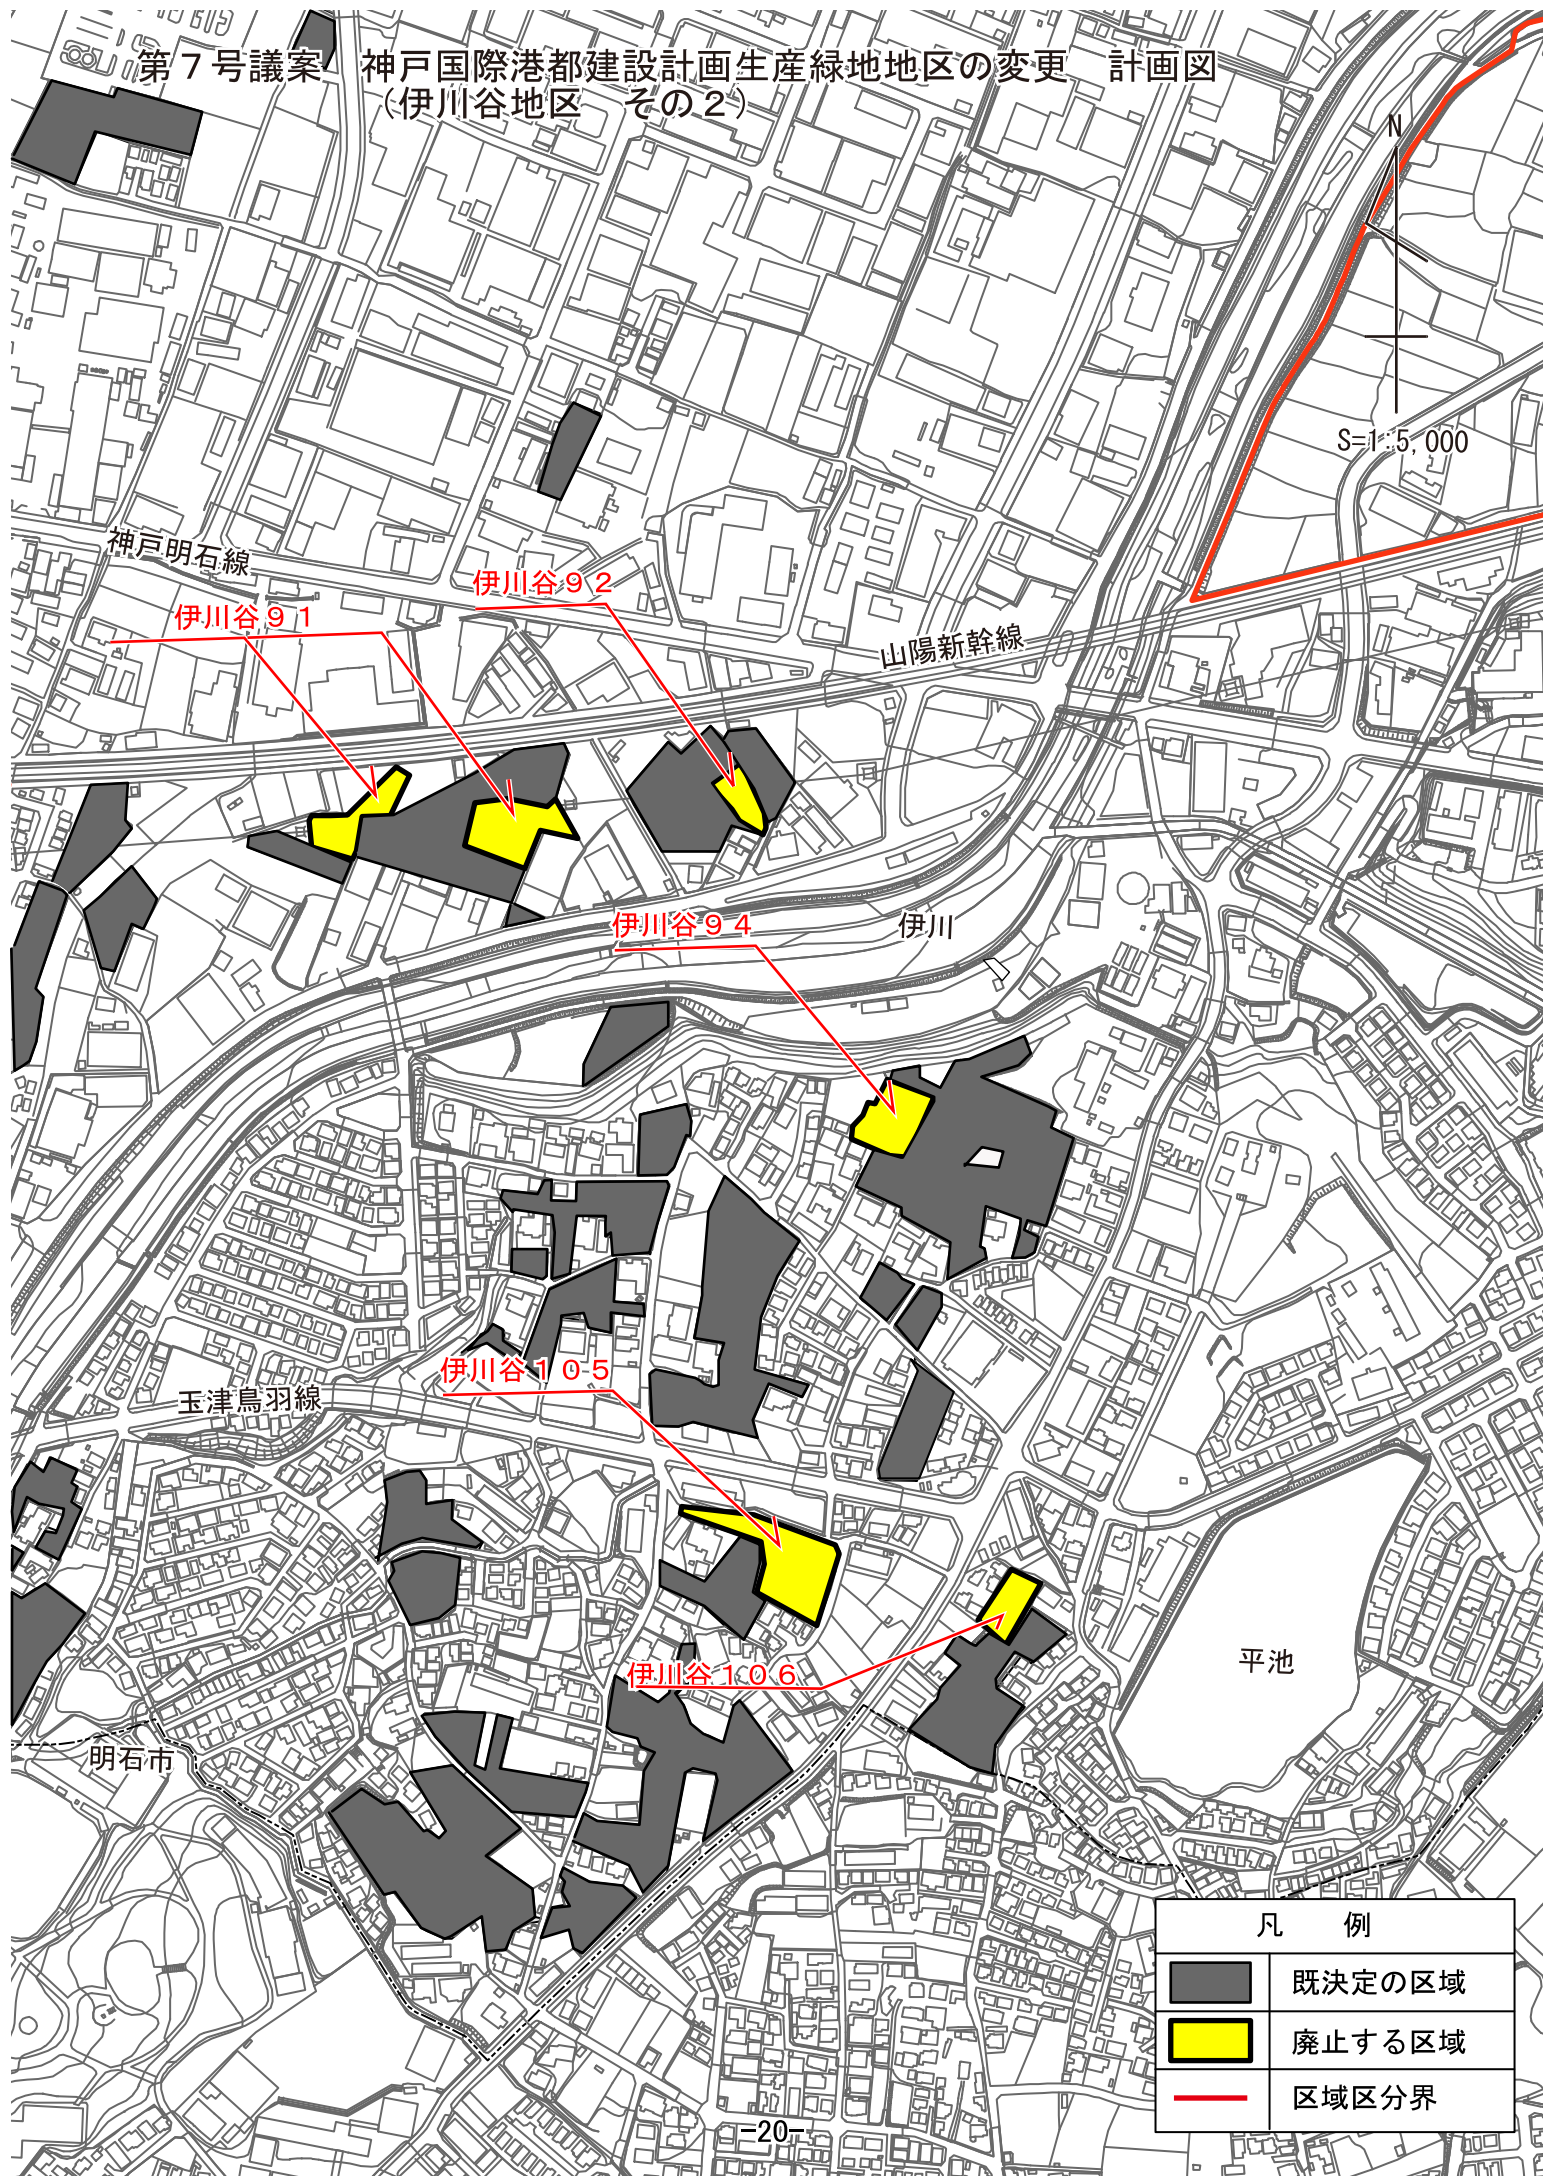 第７号議案　神戸国際港都建設計画生産緑地地区の変更　計画図
（伊川谷地区　その２）
N
S=1:5,000
神戸明石線
伊川谷９２
伊川谷９１
山陽新幹線
伊川谷９４
伊川
伊川谷１０５
玉津鳥羽線
平池
伊川谷１０６
明石市
凡　例
既決定の区域
廃止する区域
区域区分界
-20-